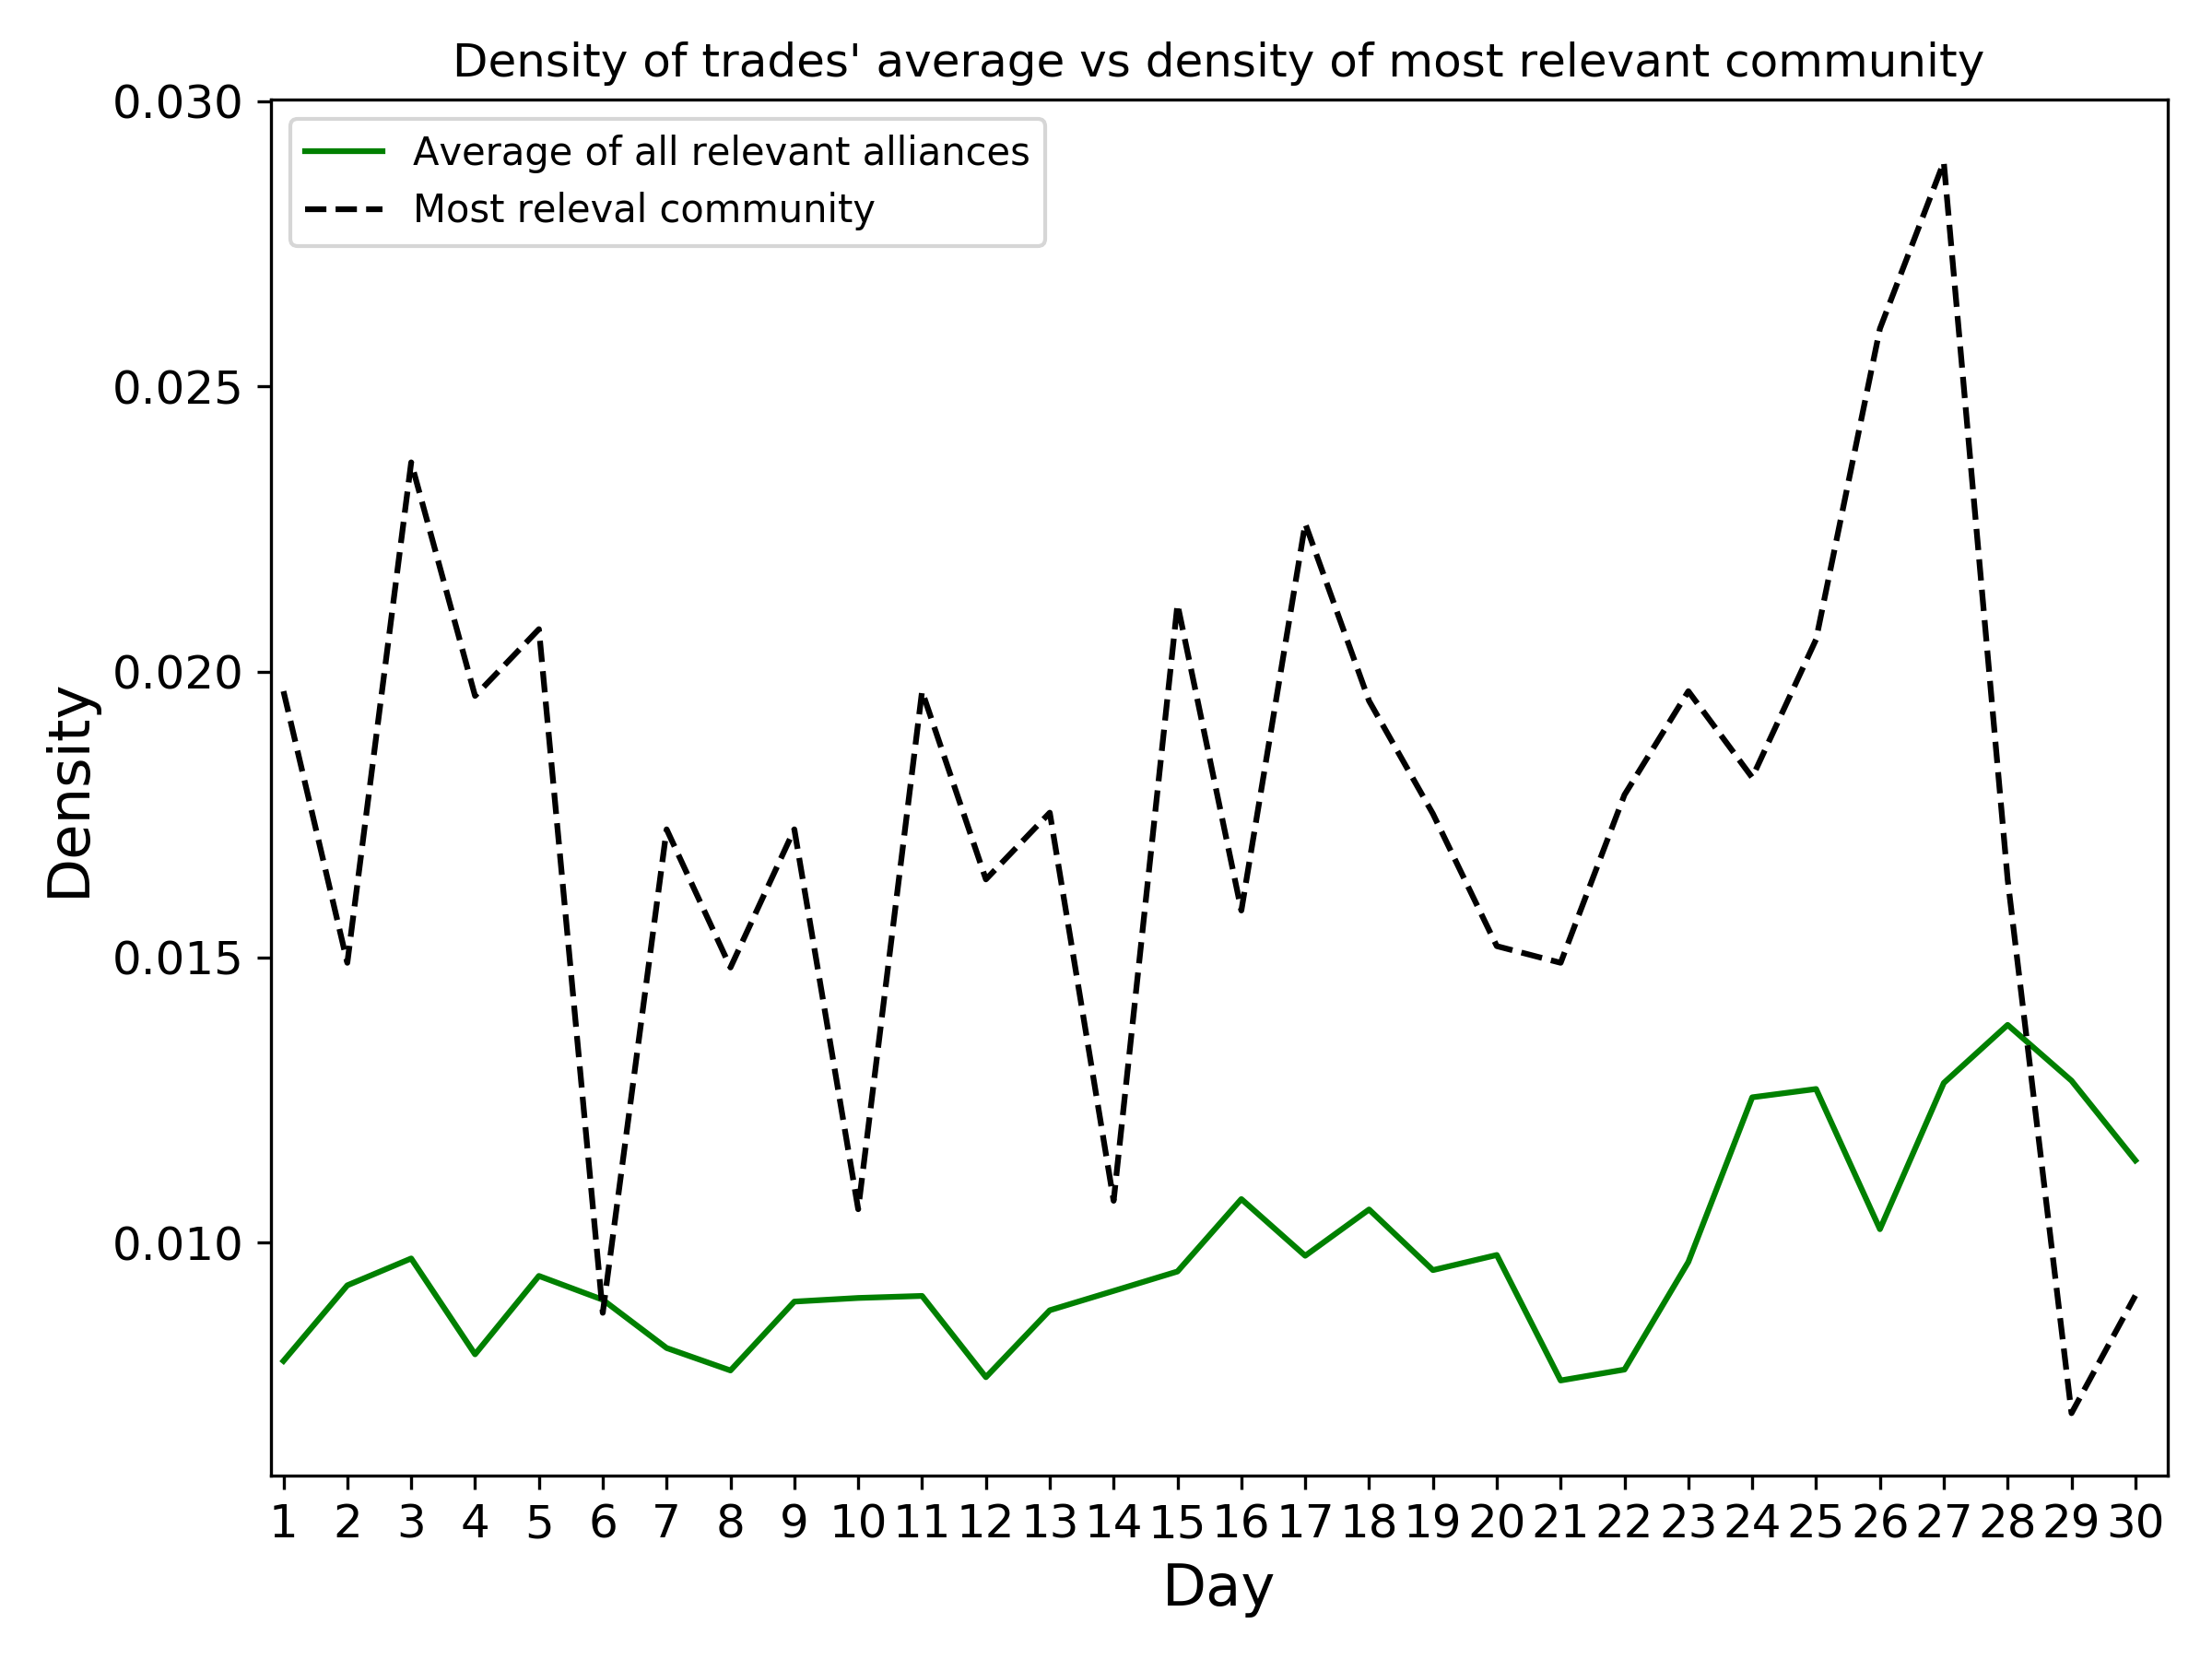 Density of trades' average vs density of most relevant community
0.030
Average of all relevant alliances
Most releval community
0.025
0.020
0.015
0.010
Density
1 2 3 4 5 6 7 8 9 10 11 12 13 14 15 16 17 18 19 20 21 22 23 24 25 26 27 28 29 30
Day